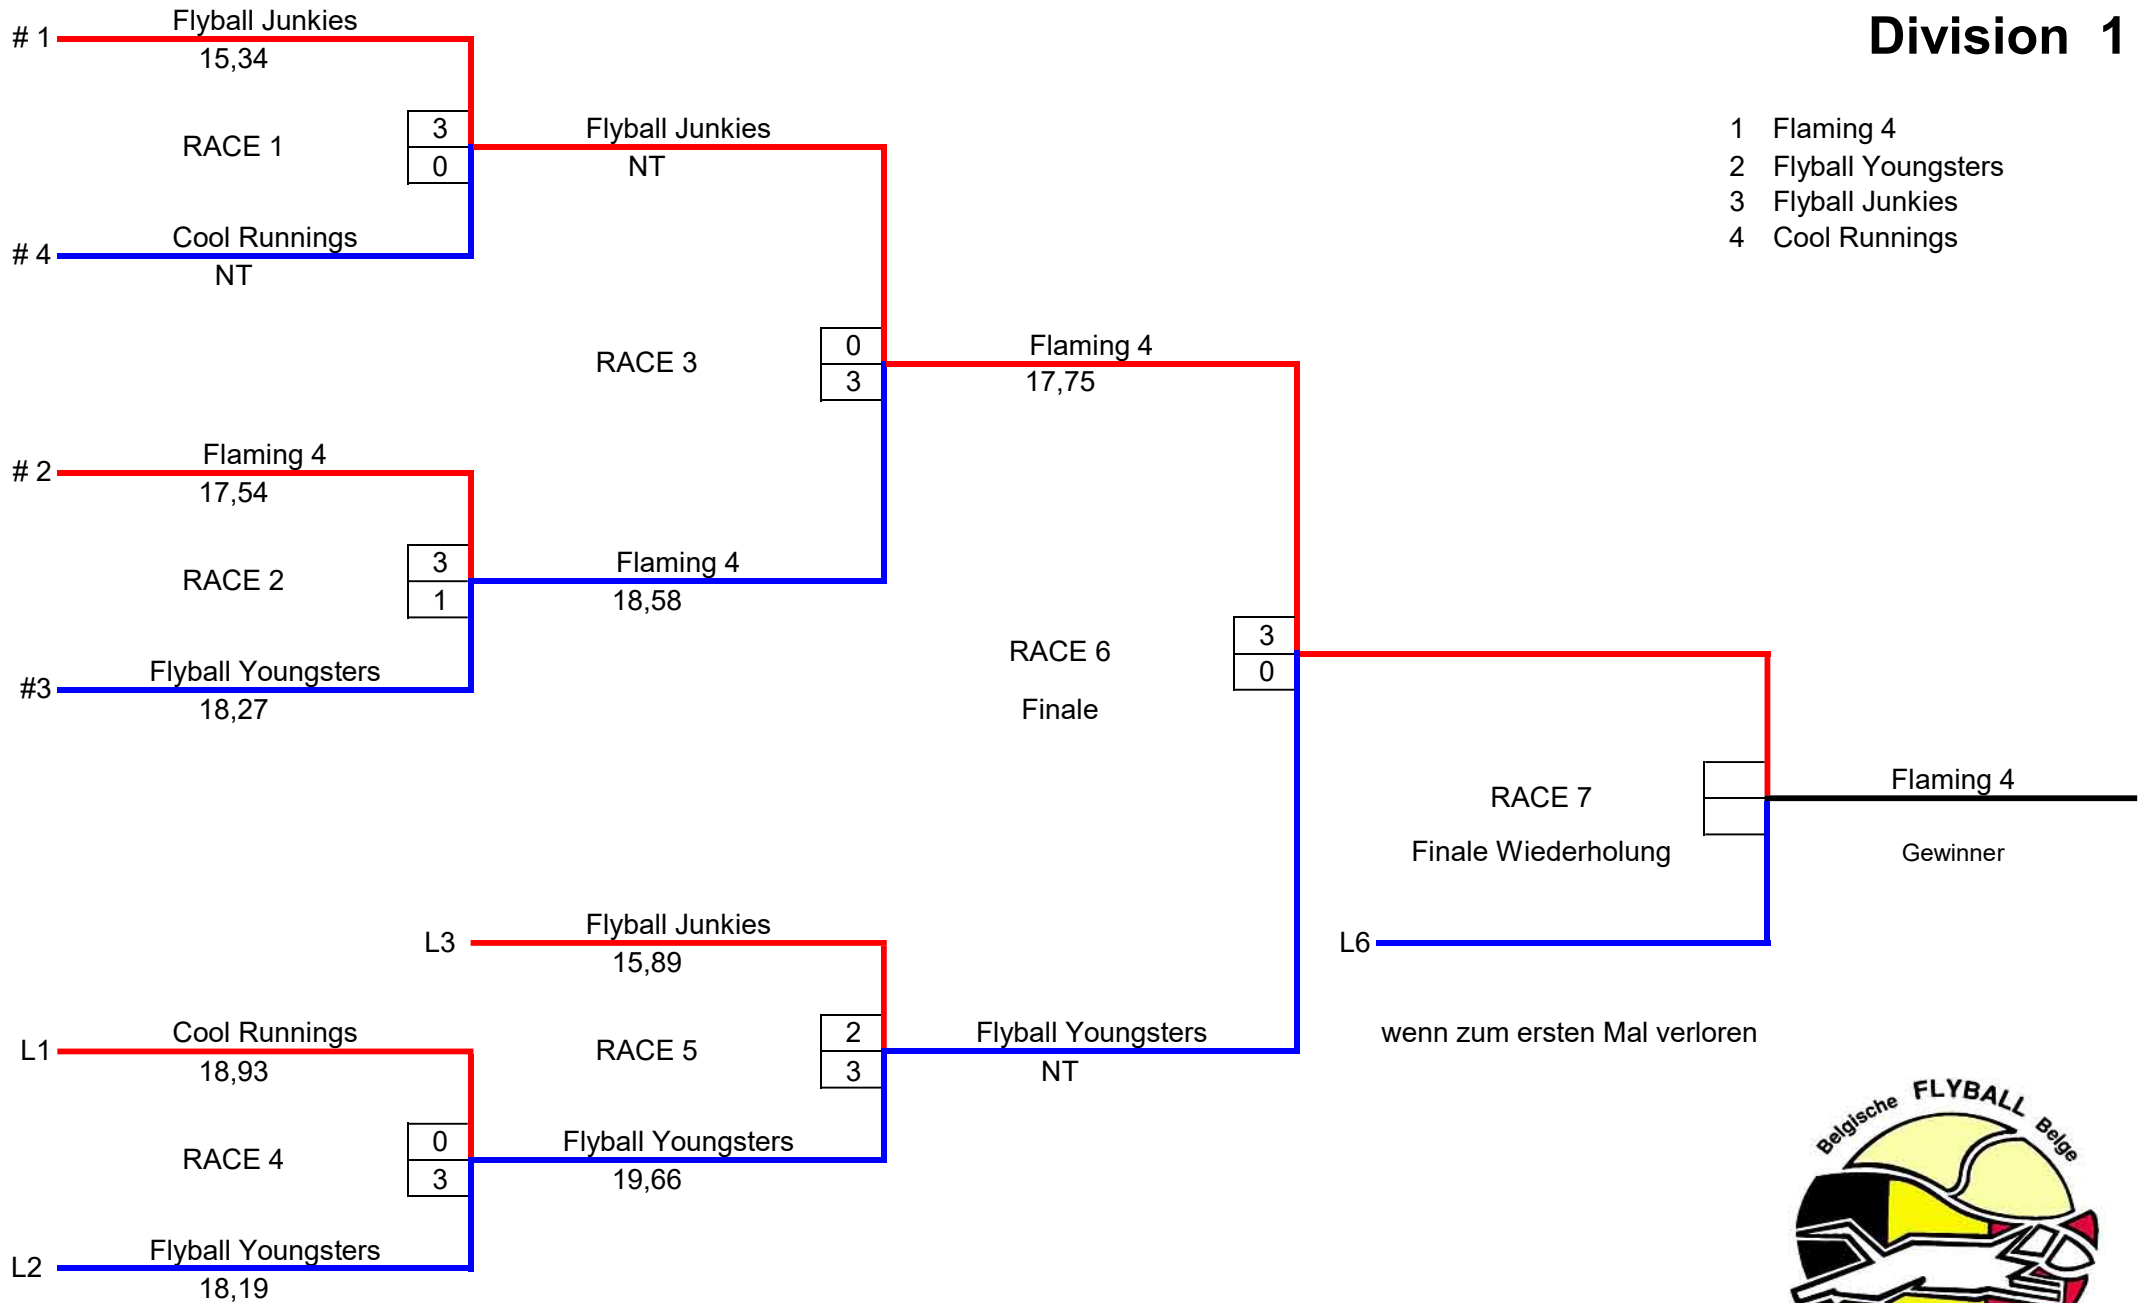 Division 1
# 1
Flyball Junkies
15,34
RACE 1
3
0
# 4
Cool Runnings
NT
Flyball Junkies
NT
1 Flaming 4
2 Flyball Youngsters
3 Flyball Junkies
4 Cool Runnings
RACE 3
0
3
Flaming 4
17,75
# 2
Flaming 4
17,54
RACE 2
3
1
Flaming 4
18,58
#3
Flyball Youngsters
18,27
RACE 6
3
0
Finale
RACE 7
Finale Wiederholung
Flaming 4
Gewinner
L3
Flyball Junkies
15,89
L6
L1
Cool Runnings
18,93
RACE 5
2
3
Flyball Youngsters
NT
wenn zum ersten Mal verloren
RACE 4
0
3
Flyball Youngsters
19,66
L2
Flyball Youngsters
18,19
Belgische FLYBALL Belge